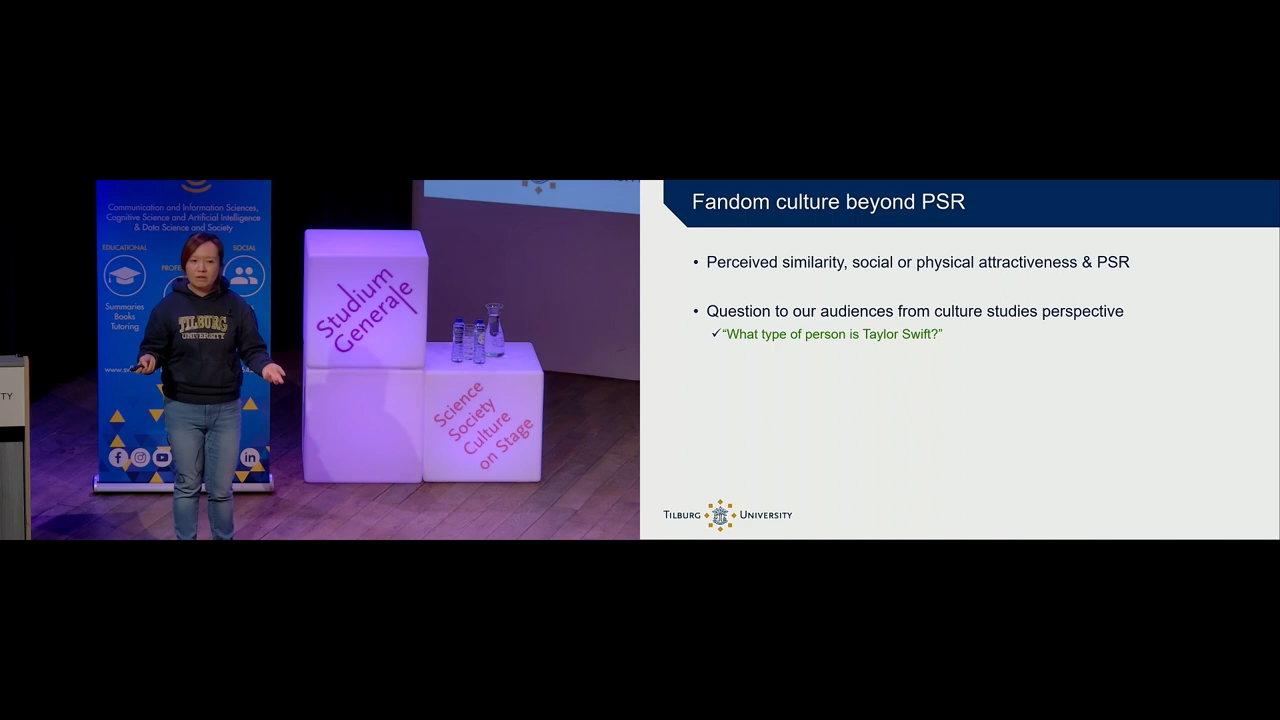 Communication and Information Sciences,
Cognitive Science and Artificial Intelligence
& Data Science and Society
EDUCATIONAL
SOCIAL
Summaries
Books
Tutoring
TILBURG
UNIVERSITY
Studium
Generale
Science
Society
Culture
on Stage
TY
Fandom culture beyond PSR
• Perceived similarity, social or physical attractiveness & PSR
• Question to our audiences from culture studies perspective
✓“What type of person is Taylor Swift?”
TILBURG UNIVERSITY